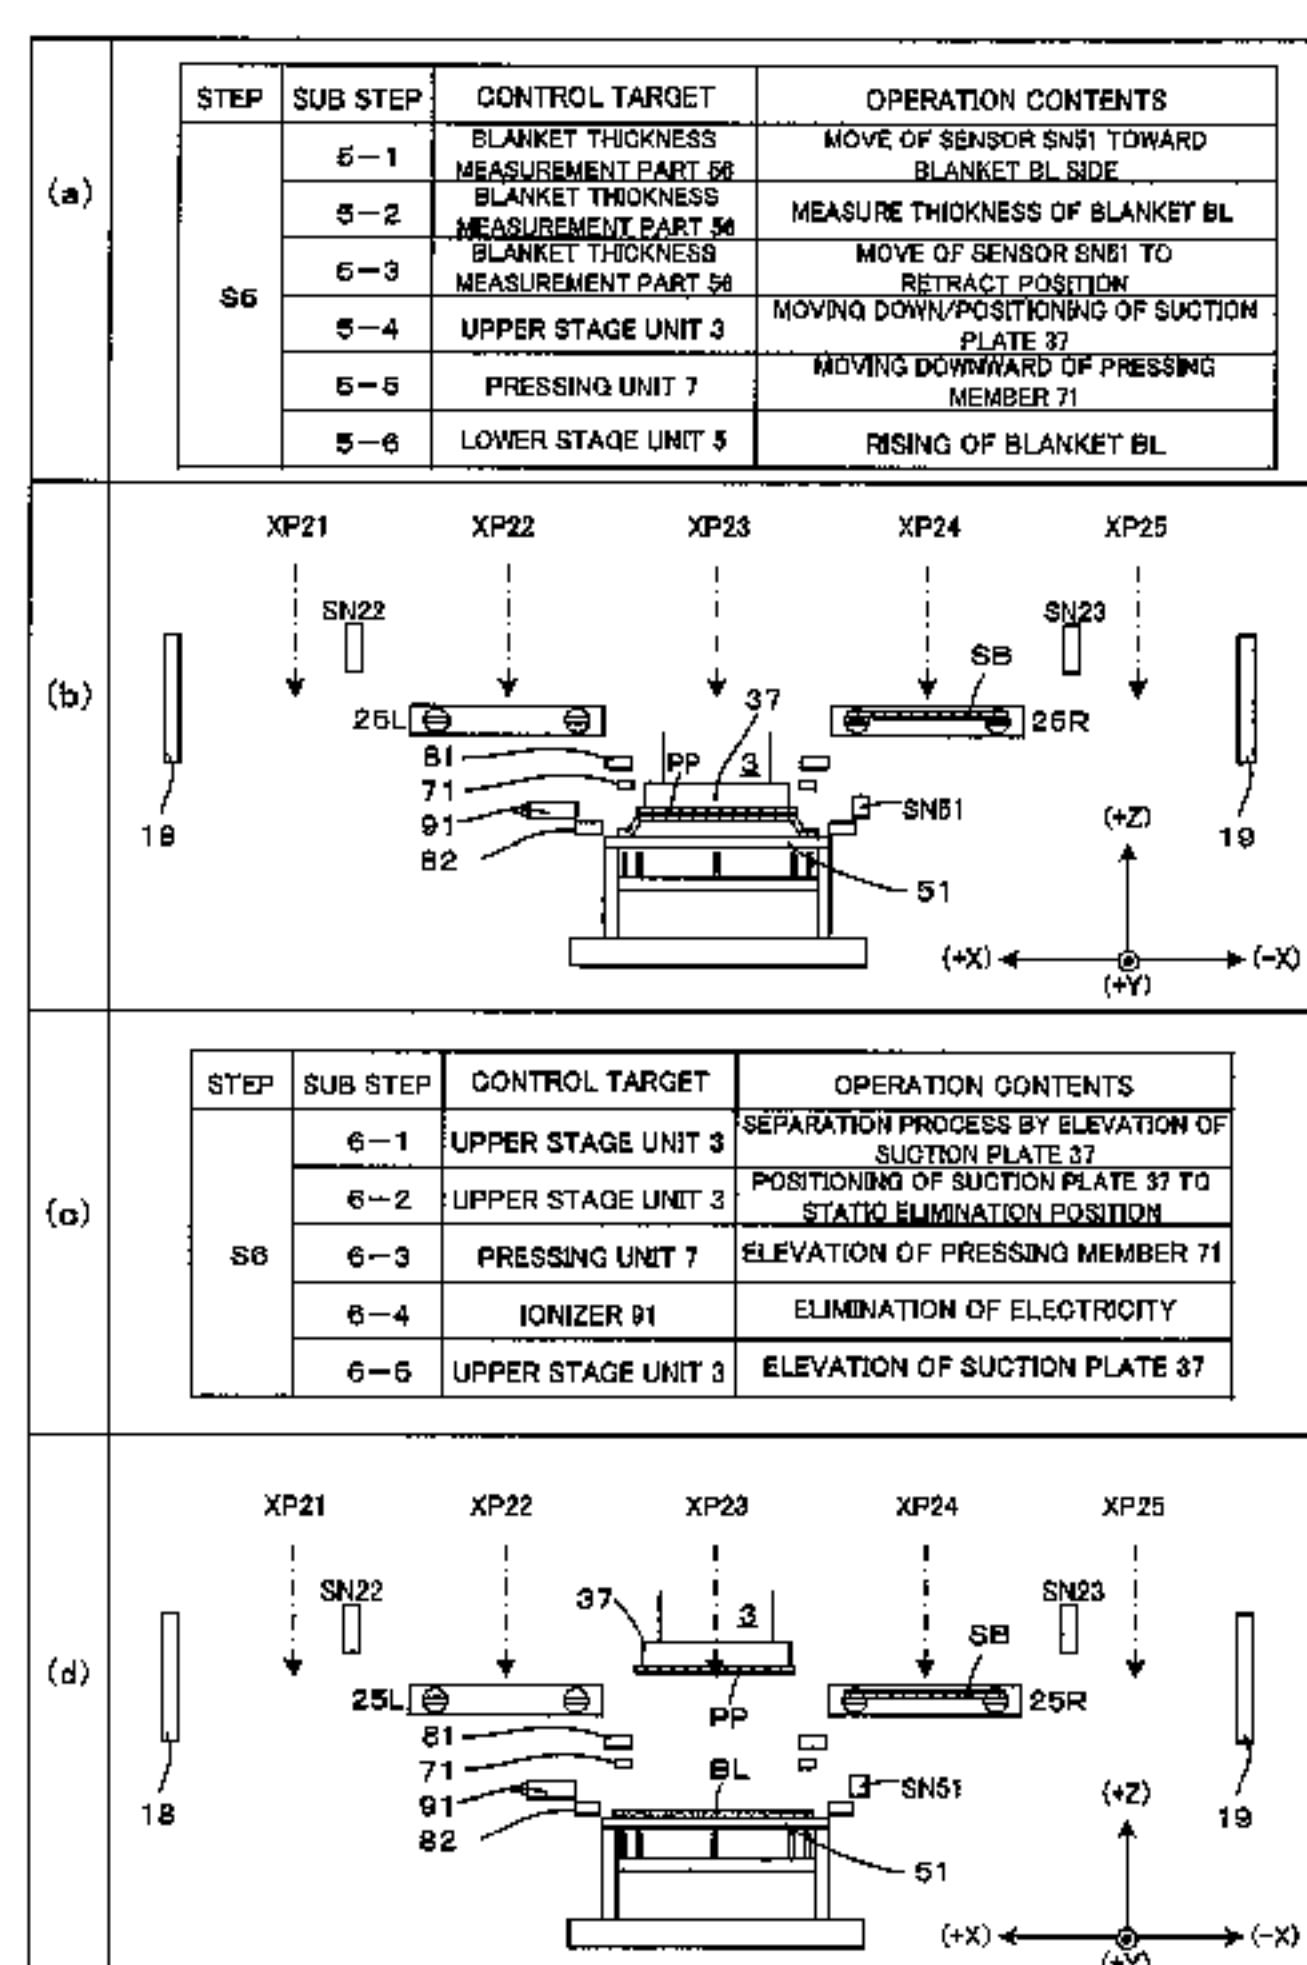 (a)
STEP SUB STEP CONTROL TARGET OPERATION CONTENTS
S5
5-1 BLANKET THICKNESS MEASUREMENT PART 56 MOVE OF SENSOR SN51 TOWARD BLANKET BL SIDE
5-2 BLANKET THICKNESS MEASUREMENT PART 56 MEASURE THICKNESS OF BLANKET BL
5-3 BLANKET THICKNESS MEASUREMENT PART 56 MOVE OF SENSOR SN51 TO RETRACT POSITION
5-4 UPPER STAGE UNIT 3 MOVING DOWN/POSITIONING OF SUCTION PLATE 37
5-5 PRESSING UNIT 7 MOVING DOWNWARD OF PRESSING MEMBER 71
5-6 LOWER STAGE UNIT 5 RISING OF BLANKET BL
(b)
XP21 XP22 XP23 XP24 XP25
SN22 SN23
SB
37
25L 25R
81 PP 3
71
91 SN51 (+Z)
18 82 19
51
(+X) (-X)
(+Y)
(c)
STEP SUB STEP CONTROL TARGET OPERATION CONTENTS
S6
6-1 UPPER STAGE UNIT 3 SEPARATION PROCESS BY ELEVATION OF SUCTION PLATE 37
6-2 UPPER STAGE UNIT 3 POSITIONING OF SUCTION PLATE 37 TO STATIC ELIMINATION POSITION
6-3 PRESSING UNIT 7 ELEVATION OF PRESSING MEMBER 71
6-4 IONIZER 91 ELIMINATION OF ELECTRICITY
6-5 UPPER STAGE UNIT 3 ELEVATION OF SUCTION PLATE 37
(d)
XP21 XP22 XP23 XP24 XP25
SN22 37 3 SN23
SB
25L PP 25R
81
71 BL
91 SN51 (+Z)
18 82 19
51
(+X) (-X)
(+Y)